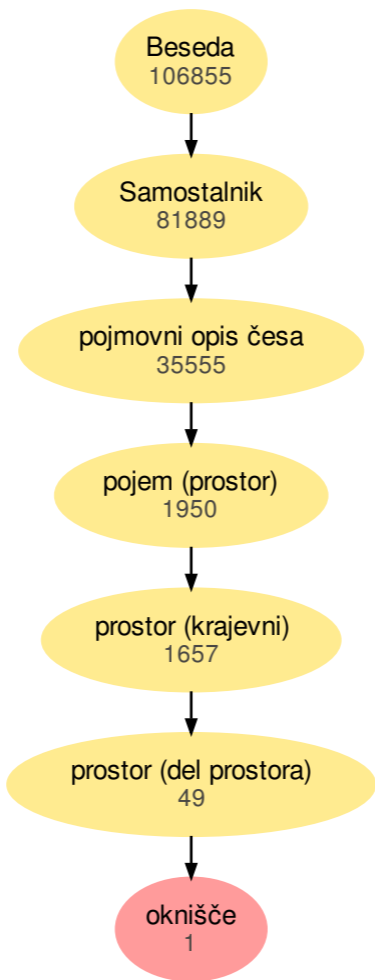 Beseda
106855
Samostalnik
81889
pojmovni opis česa
35555
pojem (prostor)
1950
prostor (krajevni)
1657
prostor (del prostora)
49
oknišče
1